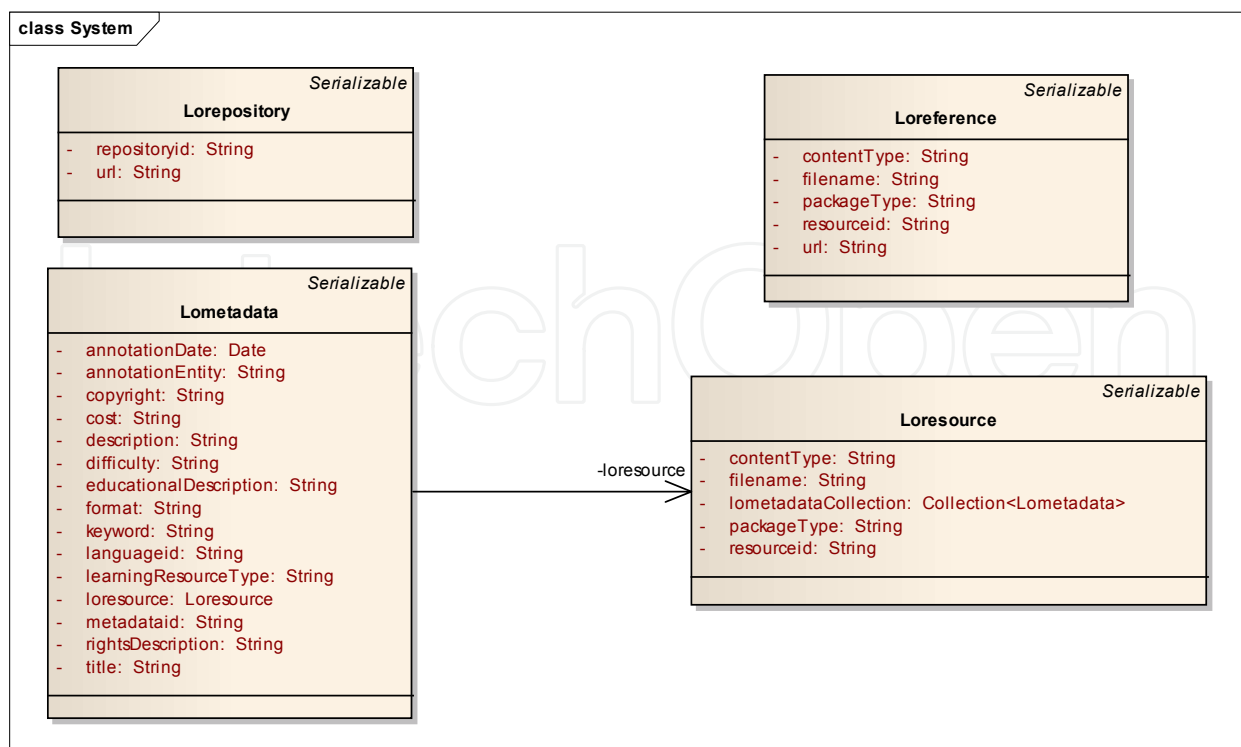 class System
Serializable
Lorepository
- repositoryid: String
- url: String
Serializable
Loreference
- contentType: String
- filename: String
- packageType: String
- resourceid: String
- url: String
Serializable
Lometadata
- annotationDate: Date
- annotationEntity: String
- copyright: String
- cost: String
- description: String
- difficulty: String
- educationalDescription: String
- format: String
- keyword: String
- languageid: String
- learningResourceType: String
- loresource: Loresource
- metadataid: String
- rightsDescription: String
- title: String
-loresource
Serializable
Loresource
- contentType: String
- filename: String
- lometadataCollection: Collection<Lometadata>
- packageType: String
- resourceid: String